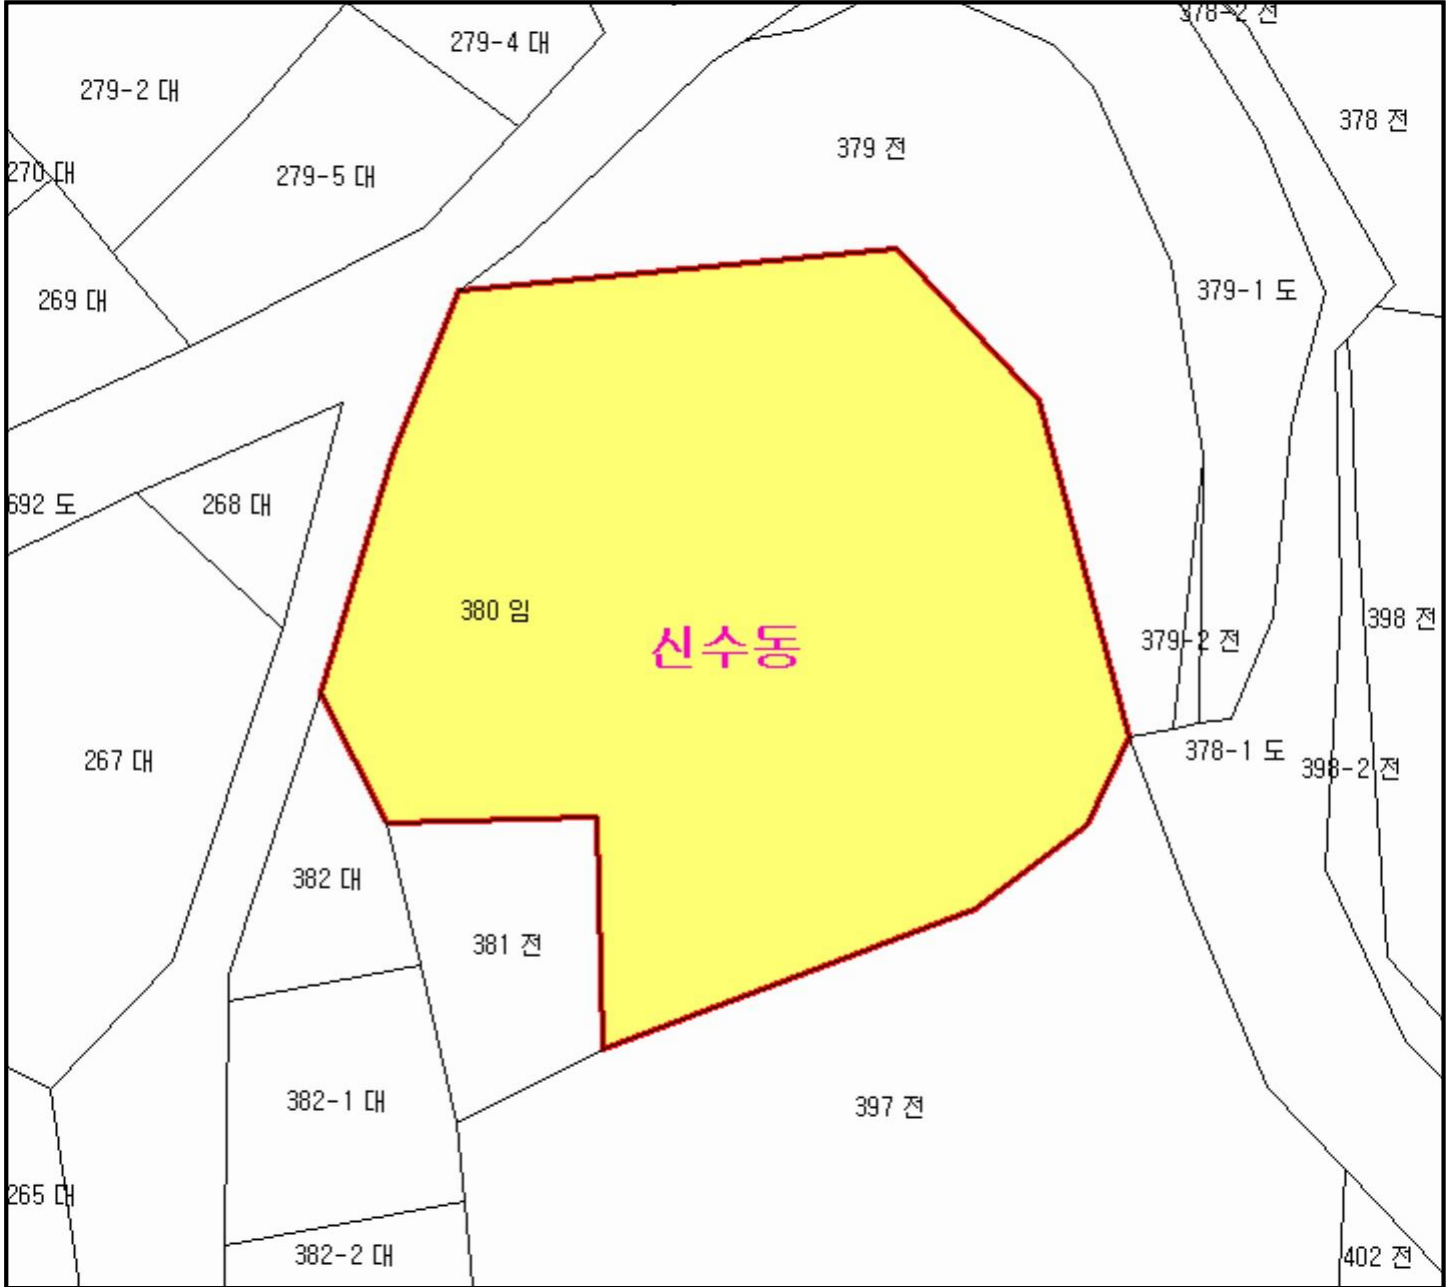 378-2 전
279-4 대
279-2 대
378 전
379 전
270 대
279-5 대
379-1 도
269 대
692 도
268 대
380 임
398 전
379-2 전
신수동
378-1 도
267 대
398-2 전
382 대
381 전
382-1 대
397 전
265 대
382-2 대
402 전